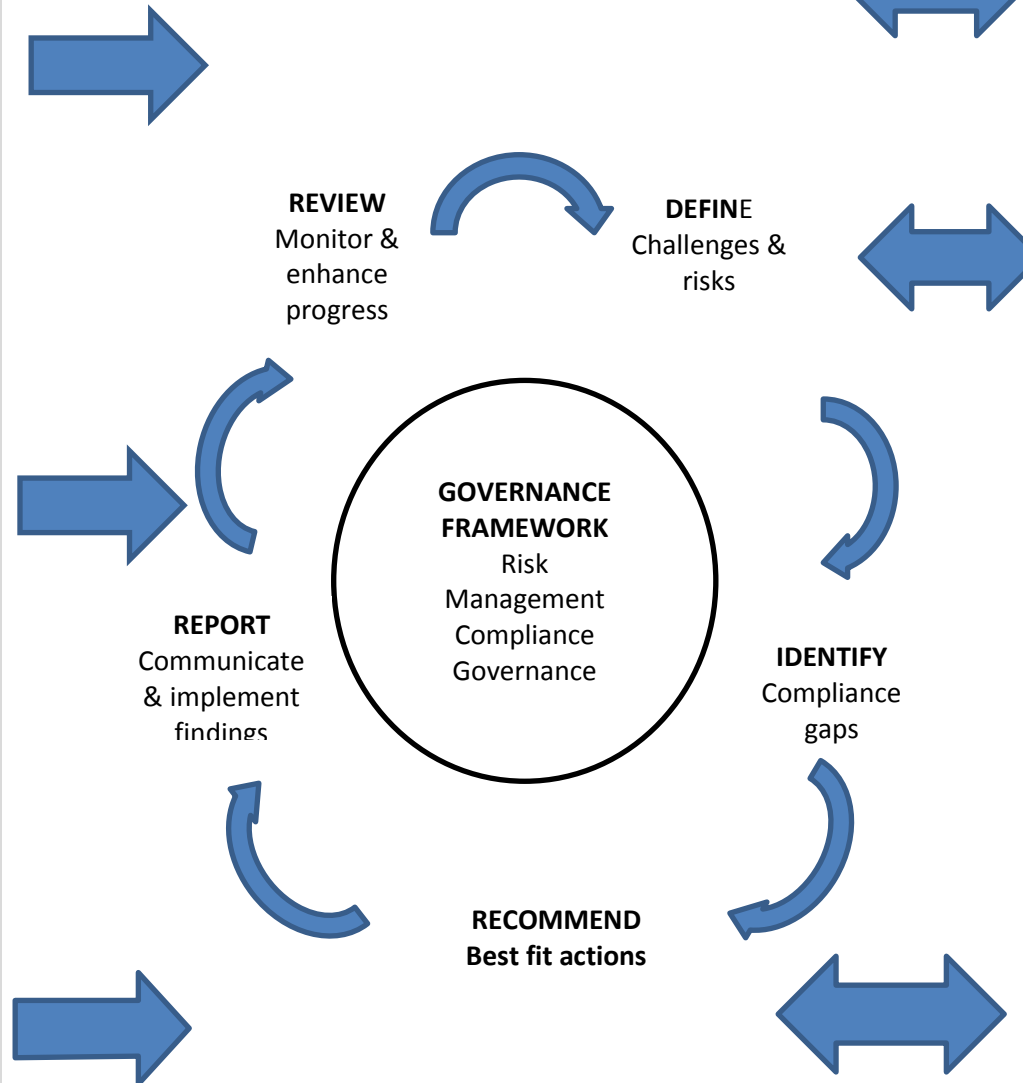 REVIEW
Monitor &
enhance
progress
DEFINE
Challenges &
risks
GOVERNANCE
FRAMEWORK
Risk
Management
Compliance
Governance
REPORT
Communicate
& implement
findings
IDENTIFY
Compliance
gaps
RECOMMEND
Best fit actions